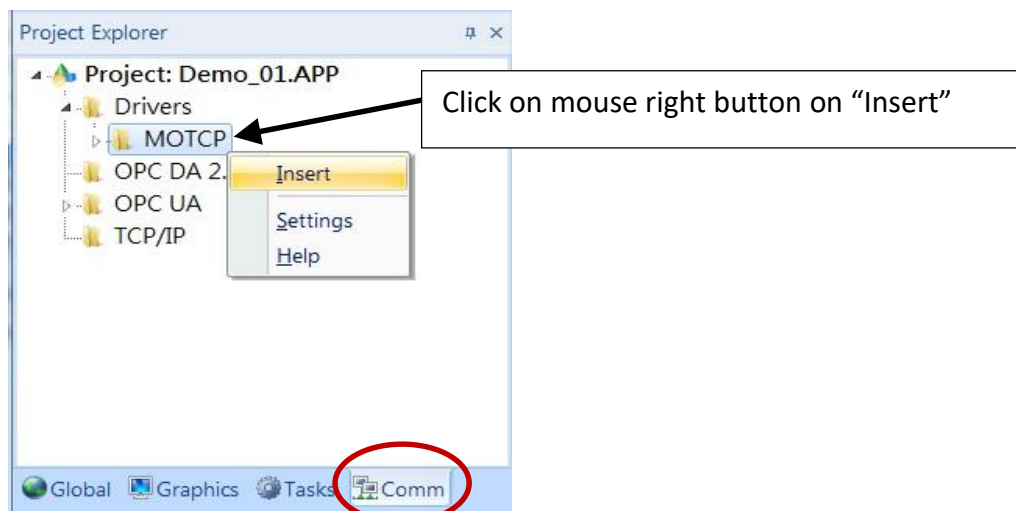 Project Explorer
Project: Demo_01.APP
Click on mouse right button on “Insert”
Drivers
MOTCP
OPC DA 2.
Insert
OPC UA
Settings
TCP/IP
Help
Global Graphics Tasks Comm